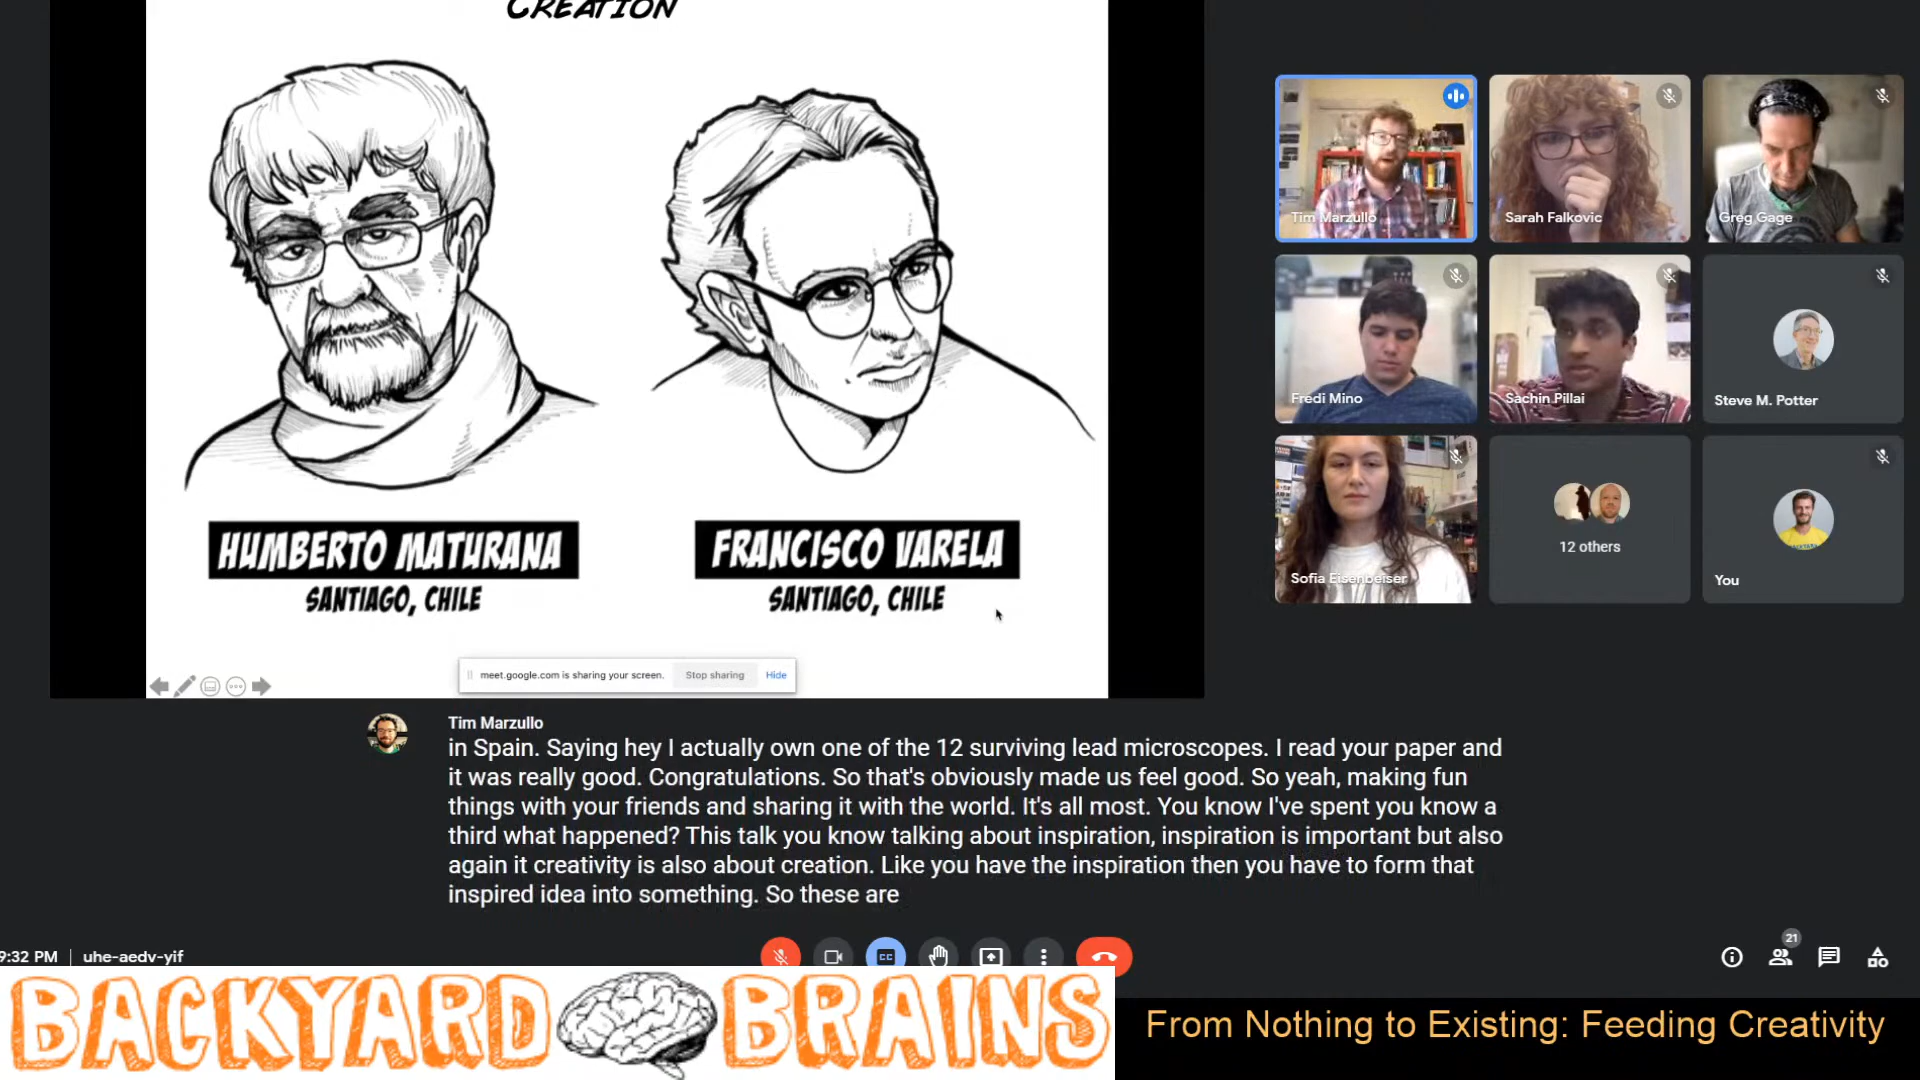 CREATION
HUMBERTO MATURANA
SANTIAGO, CHILE
FRANCISCO VARELA
SANTIAGO, CHILE
meet.google.com is sharing your screen.
Stop sharing
Hide
Tim Marzullo
Sarah Falkovic
Greg Gage
Fredi Mino
Sachin Pillai
Steve M. Potter
Sofia Eisenbeiser
12 others
You
Tim Marzullo
in Spain. Saying hey I actually own one of the 12 surviving lead microscopes. I read your paper and
it was really good. Congratulations. So that's obviously made us feel good. So yeah, making fun
things with your friends and sharing it with the world. It's all most. You know I've spent you know a
third what happened? This talk you know talking about inspiration, inspiration is important but also
again it creativity is also about creation. Like you have the inspiration then you have to form that
inspired idea into something. So these are
9:32 PM | uhe-aedv-yif
CC
21
BACKYARD BRAINS
From Nothing to Existing: Feeding Creativity